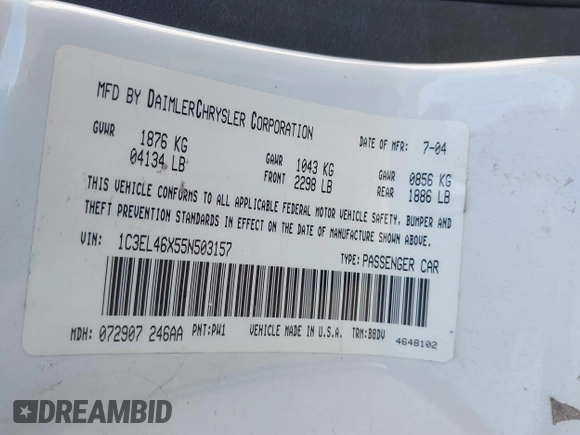 MFD BY DAIMLERCHRYSLER CORPORATION
DATE OF MFR: 7-04
GVWR 1876 KG
04134 LB
GAWR FRONT 1043 KG
2298 LB
GAWR REAR 0856 KG
1886 LB
THIS VEHICLE CONFORMS TO ALL APPLICABLE FEDERAL MOTOR VEHICLE SAFETY, BUMPER AND
THEFT PREVENTION STANDARDS IN EFFECT ON THE DATE OF MANUFACTURE SHOWN ABOVE.
VIN: 1C3EL46X55N503157
TYPE: PASSENGER CAR
MDH: 072907 246AA PNT: PW1 VEHICLE MADE IN U.S.A. TRM: B8DV
4648102
DREAMBID